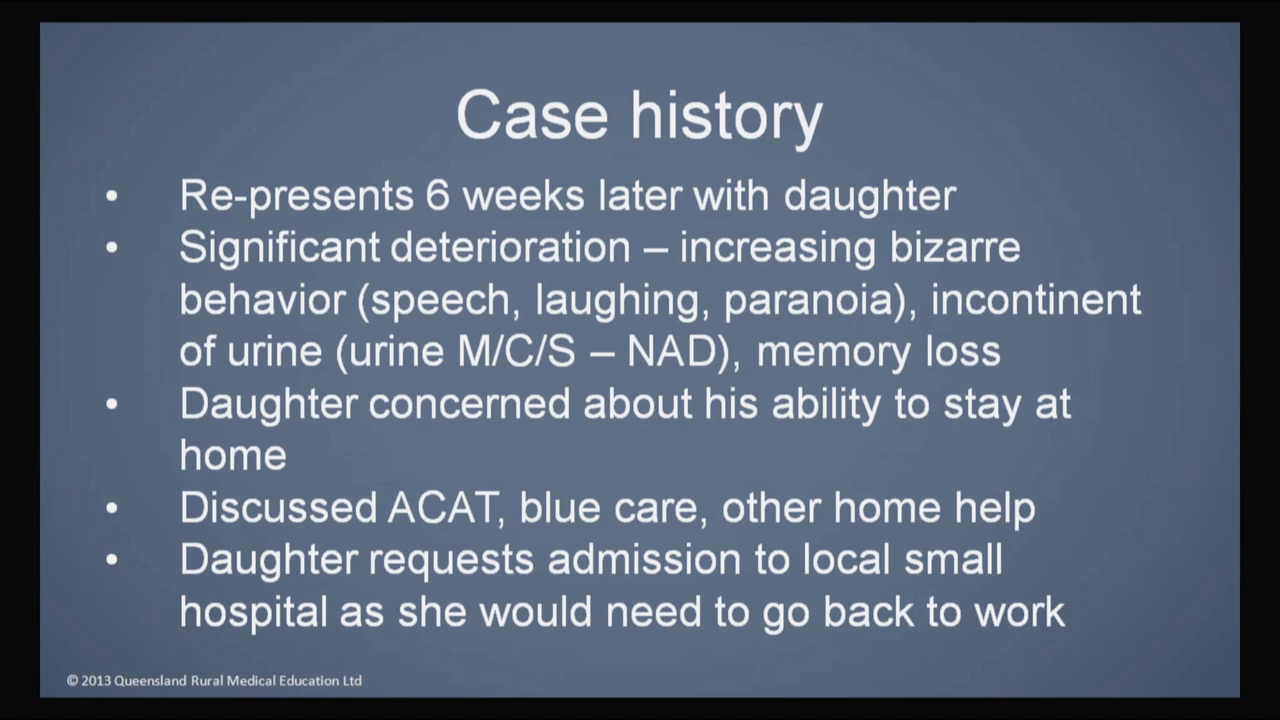 Case history
• Re-presents 6 weeks later with daughter
• Significant deterioration – increasing bizarre
behavior (speech, laughing, paranoia), incontinent
of urine (urine M/C/S – NAD), memory loss
• Daughter concerned about his ability to stay at
home
• Discussed ACAT, blue care, other home help
• Daughter requests admission to local small
hospital as she would need to go back to work
© 2013 Queensland Rural Medical Education Ltd